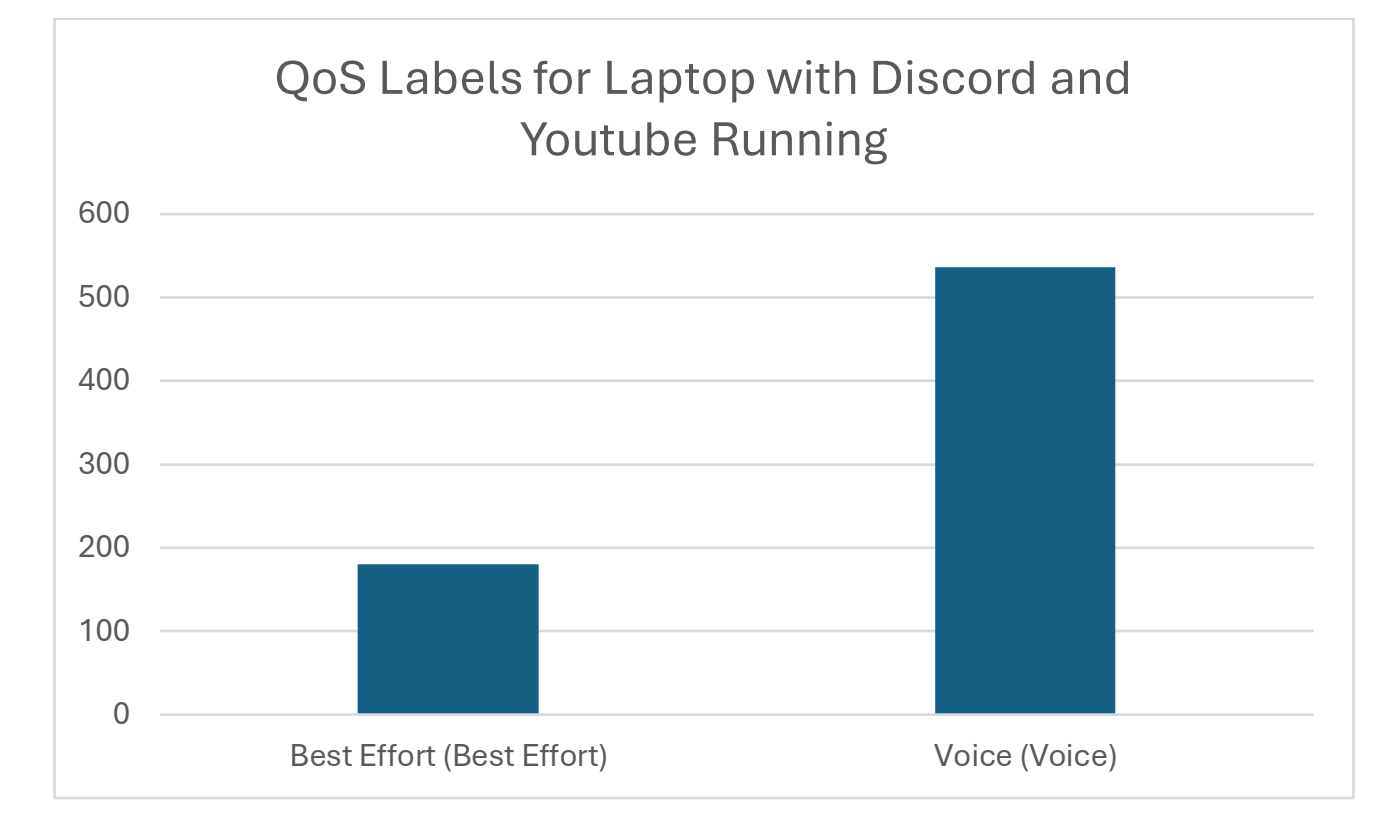 QoS Labels for Laptop with Discord and
Youtube Running
600
500
400
300
200
100
0
Best Effort (Best Effort)
Voice (Voice)